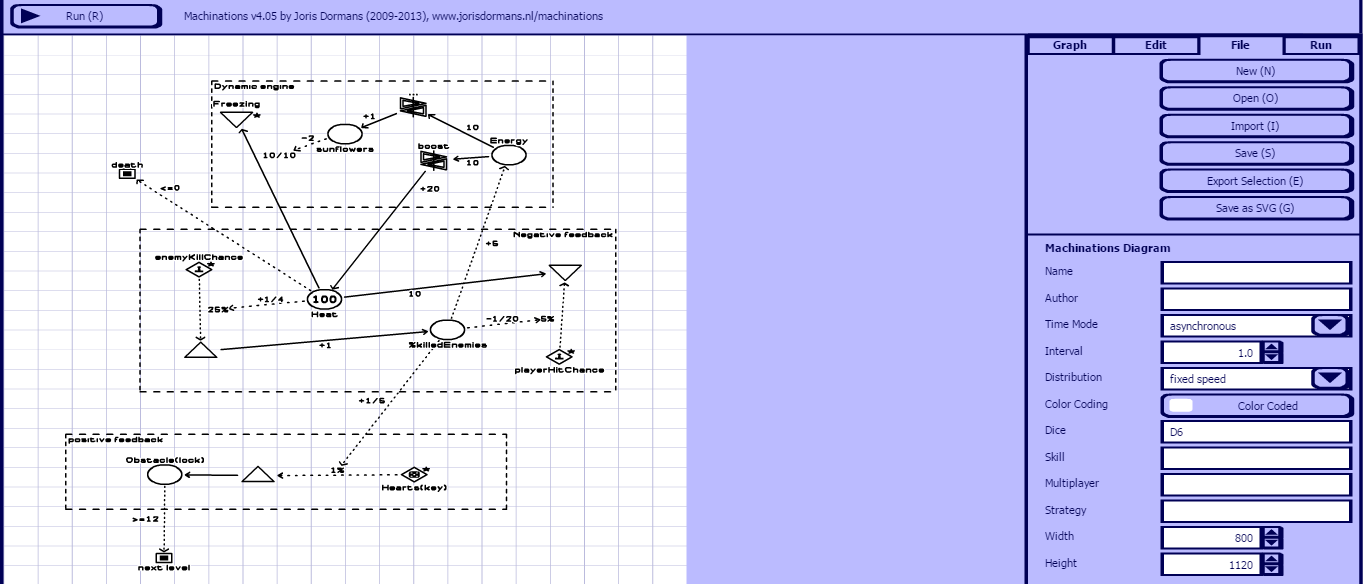 Run (R)
Machinations v4.05 by Joris Dormans (2009-2013), www.jorisdormans.nl/machinations
Graph
Edit
File
Run
New (N)
Open (O)
Import (I)
Save (S)
Export Selection (E)
Save as SVG (G)
Machinations Diagram
Name
Author
Time Mode
asynchronous
Interval
1.0
Distribution
fixed speed
Color Coding
Color Coded
Dice
D6
Skill
Multiplayer
Strategy
Width
800
Height
1120
Dynamic engine
Freezing
*
+1
10
-2
10/10
sunflowers
boost
Energy
10
+20
death
<=0
Negative feedback
+5
enemyKillChance
1
*
+1/4
25%
100
Heat
10
-1/20
5%
+1
%killedEnemies
1
*
playerHitChance
+1/5
positive feedback
Obstacle(lock)
1%
*
Hearts(key)
>=12
next level